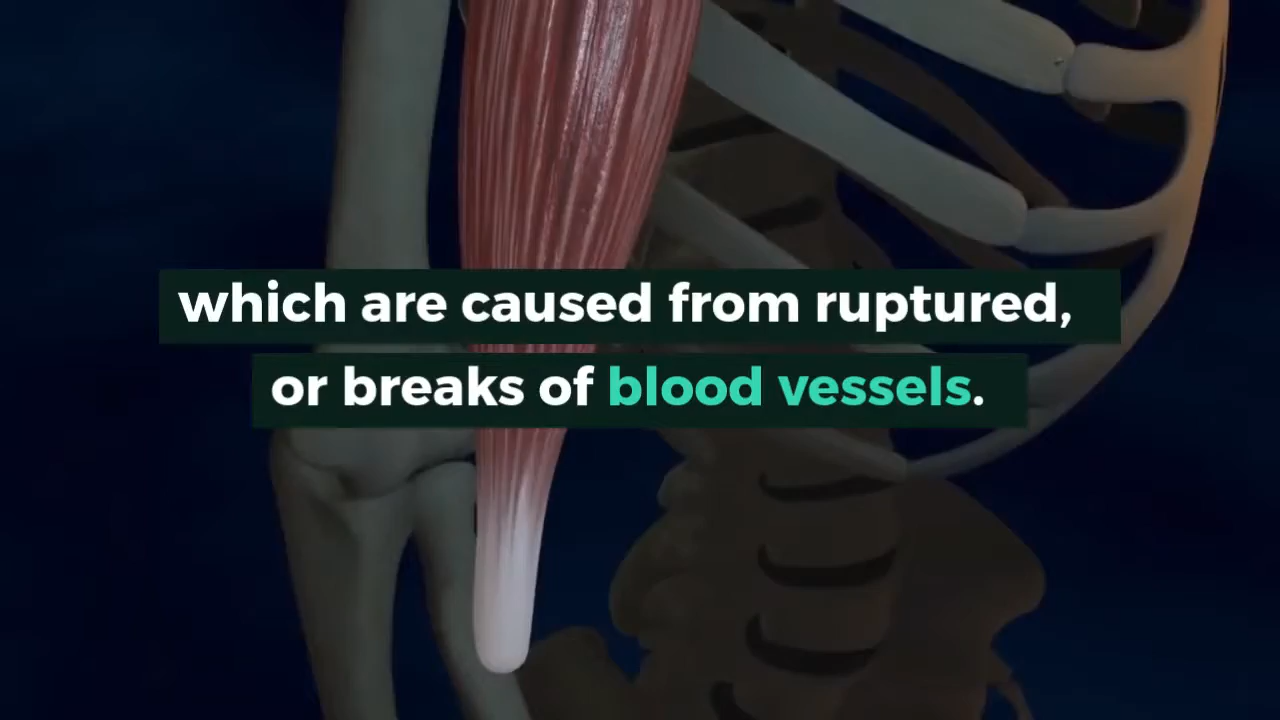 which are caused from ruptured,
or breaks of blood vessels.